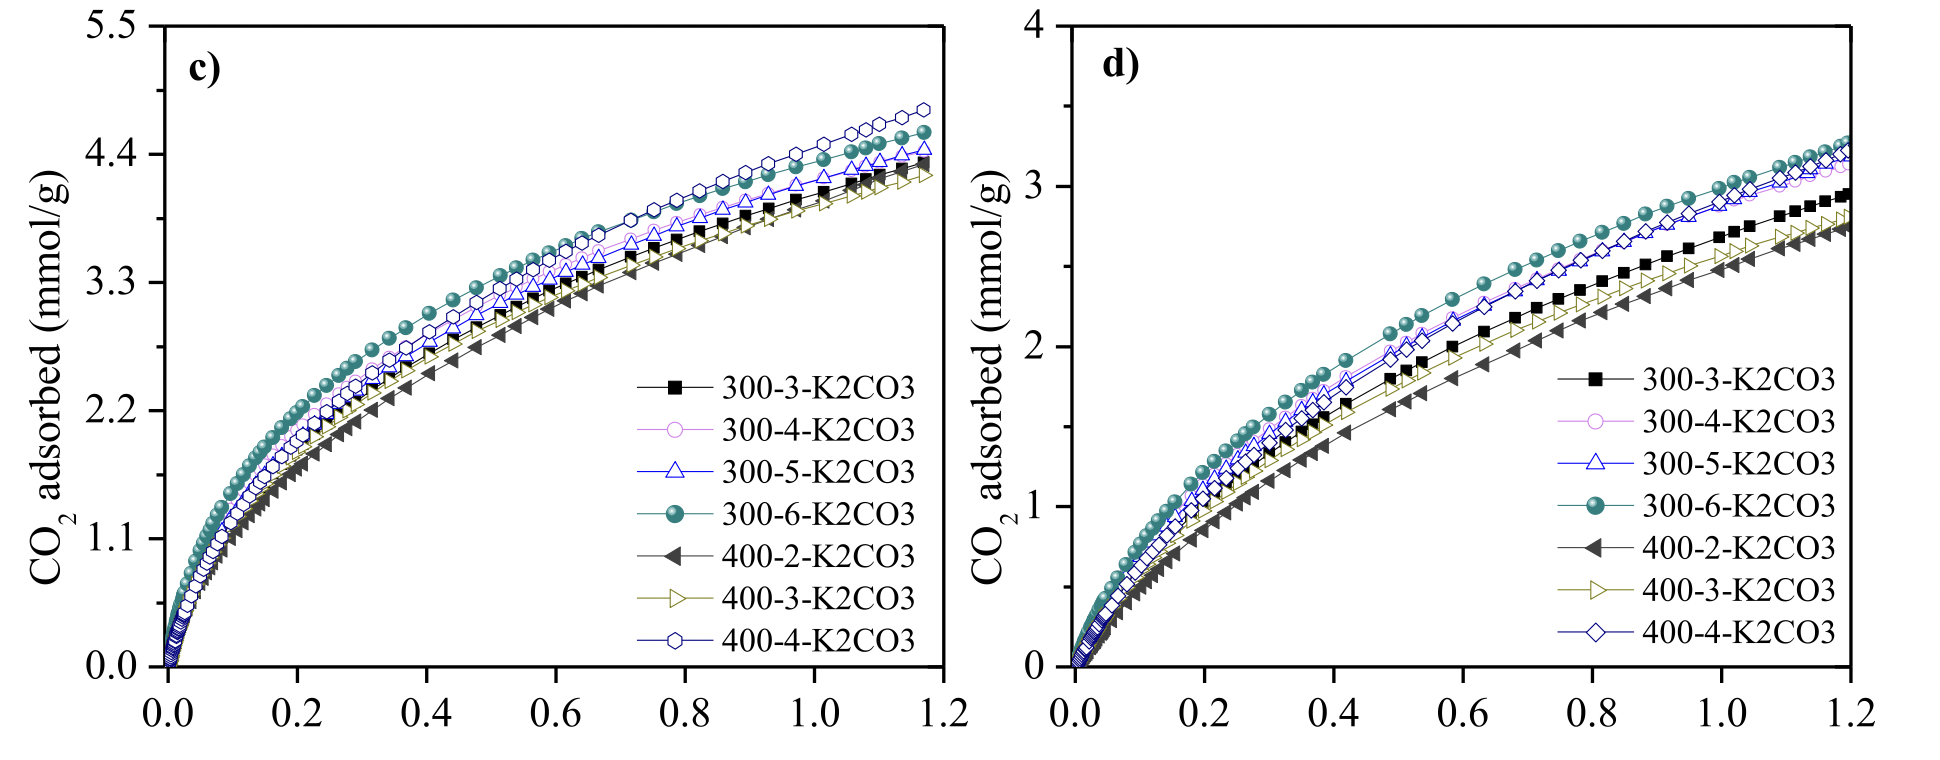 c)
CO2 adsorbed (mmol/g)
5.5
4.4
3.3
2.2
1.1
0.0
0.0 0.2 0.4 0.6 0.8 1.0 1.2
300-3-K2CO3
300-4-K2CO3
300-5-K2CO3
300-6-K2CO3
400-2-K2CO3
400-3-K2CO3
400-4-K2CO3
d)
CO2 adsorbed (mmol/g)
4
3
2
1
0
0.0 0.2 0.4 0.6 0.8 1.0 1.2
300-3-K2CO3
300-4-K2CO3
300-5-K2CO3
300-6-K2CO3
400-2-K2CO3
400-3-K2CO3
400-4-K2CO3